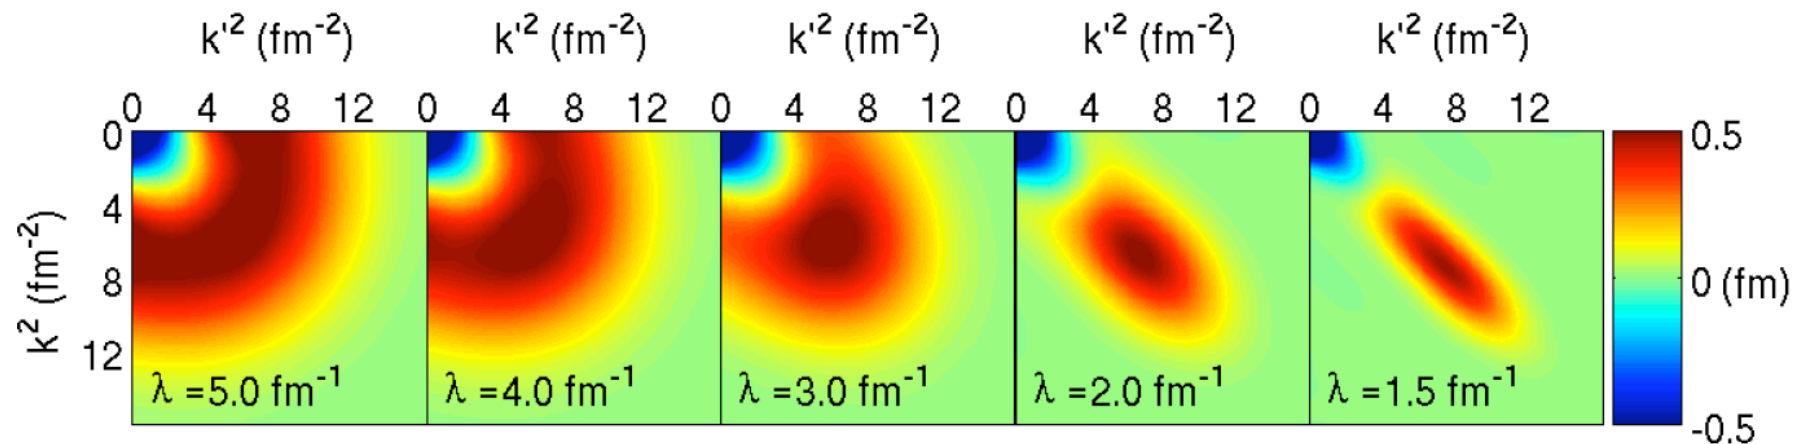 k'² (fm⁻²) k'² (fm⁻²) k'² (fm⁻²) k'² (fm⁻²) k'² (fm⁻²)
0 4 8 12 0 4 8 12 0 4 8 12 0 4 8 12 0 4 8 12
0
4
8
12
k² (fm⁻²)
λ =5.0 fm⁻¹ λ =4.0 fm⁻¹ λ =3.0 fm⁻¹ λ =2.0 fm⁻¹ λ =1.5 fm⁻¹
0.5
0 (fm)
-0.5